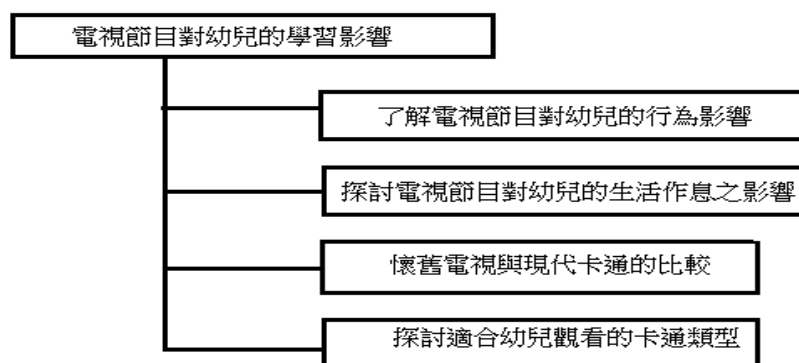 電視節目對幼兒的學習影響
了解電視節目對幼兒的行為影響
探討電視節目對幼兒的生活作息之影響
懷舊電視與現代卡通的比較
探討適合幼兒觀看的卡通類型